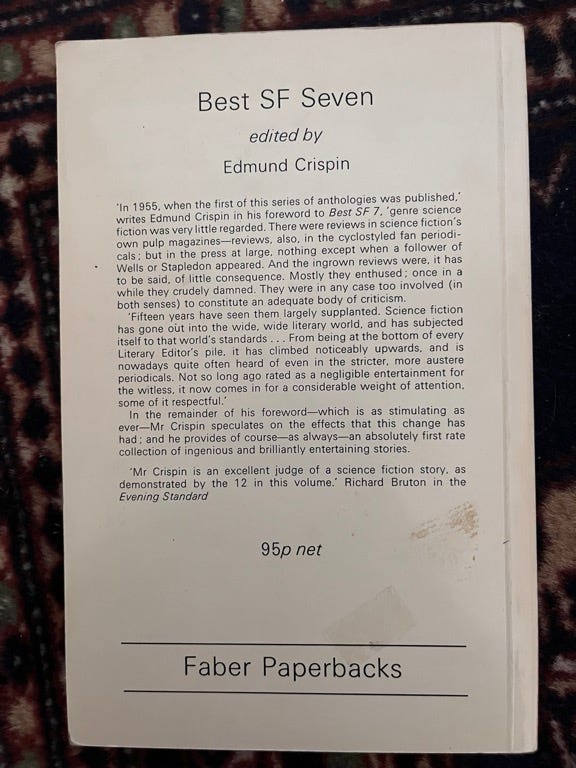 Best SF Seven
edited by
Edmund Crispin
'In 1955, when the first of this series of anthologies was published,'
writes Edmund Crispin in his foreword to Best SF 7, 'genre science
fiction was very little regarded. There were reviews in science fiction's
own pulp magazines—reviews, also, in the cyclostyled fan periodi-
cals; but in the press at large, nothing except when a follower of
Wells or Stapledon appeared. And the ingrown reviews were, it has
to be said, of little consequence. Mostly they enthused; once in a
while they crudely damned. They were in any case too involved (in
both senses) to constitute an adequate body of criticism.
'Fifteen years have seen them largely supplanted. Science fiction
has gone out into the wide, wide literary world, and has subjected
itself to that world's standards . . . From being at the bottom of every
Literary Editor's pile, it has climbed noticeably upwards, and is
nowadays quite often heard of even in the stricter, more austere
periodicals. Not so long ago rated as a negligible entertainment for
the witless, it now comes in for a considerable weight of attention,
some of it respectful.'
In the remainder of his foreword—which is as stimulating as
ever—Mr Crispin speculates on the effects that this change has
had; and he provides of course—as always—an absolutely first rate
collection of ingenious and brilliantly entertaining stories.
'Mr Crispin is an excellent judge of a science fiction story, as
demonstrated by the 12 in this volume.' Richard Bruton in the
Evening Standard
95p net
Faber Paperbacks